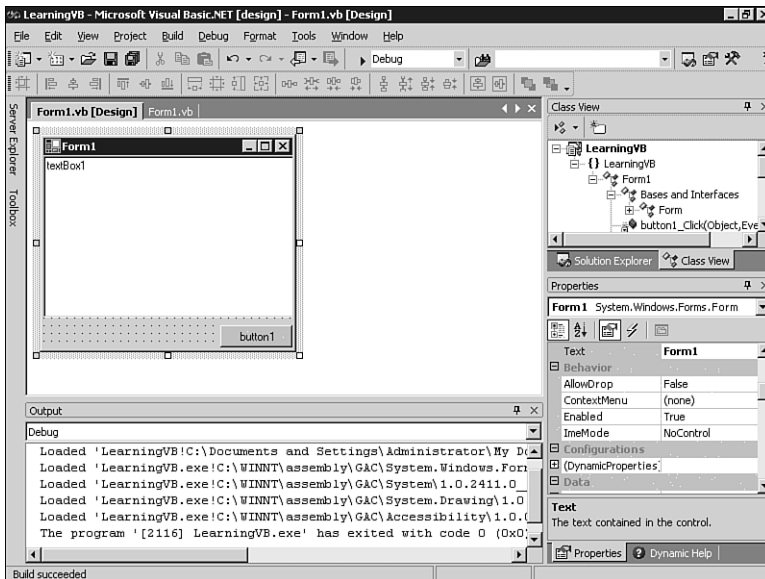 LearningVB - Microsoft Visual Basic.NET [design] - Form1.vb [Design]
File Edit View Project Build Debug Format Tools Window Help
Debug
Server Explorer
Toolbox
Form1.vb [Design] Form1.vb
Form1
textBox1
button1
Class View
LearningVB
{} LearningVB
Form1
Bases and Interfaces
Form
button1_Click(Object,Eve
Solution Explorer Class View
Properties
Form1 System.Windows.Forms.Form
Text Form1
Behavior
AllowDrop False
ContextMenu (none)
Enabled True
ImeMode NoControl
Configurations
(DynamicProperties)
Data
Text
The text contained in the control.
Properties Dynamic Help
Output
Debug
Loaded 'LearningVB!C:\Documents and Settings\Administrator\My Do
Loaded 'LearningVB.exe!C:\WINNT\assembly\GAC\System.Windows.For
Loaded 'LearningVB.exe!C:\WINNT\assembly\GAC\System\1.0.2411.0__
Loaded 'LearningVB.exe!C:\WINNT\assembly\GAC\System.Drawing\1.0
Loaded 'LearningVB.exe!C:\WINNT\assembly\GAC\Accessibility\1.0.
The program '[2116] LearningVB.exe' has exited with code 0 (0x0
Build succeeded